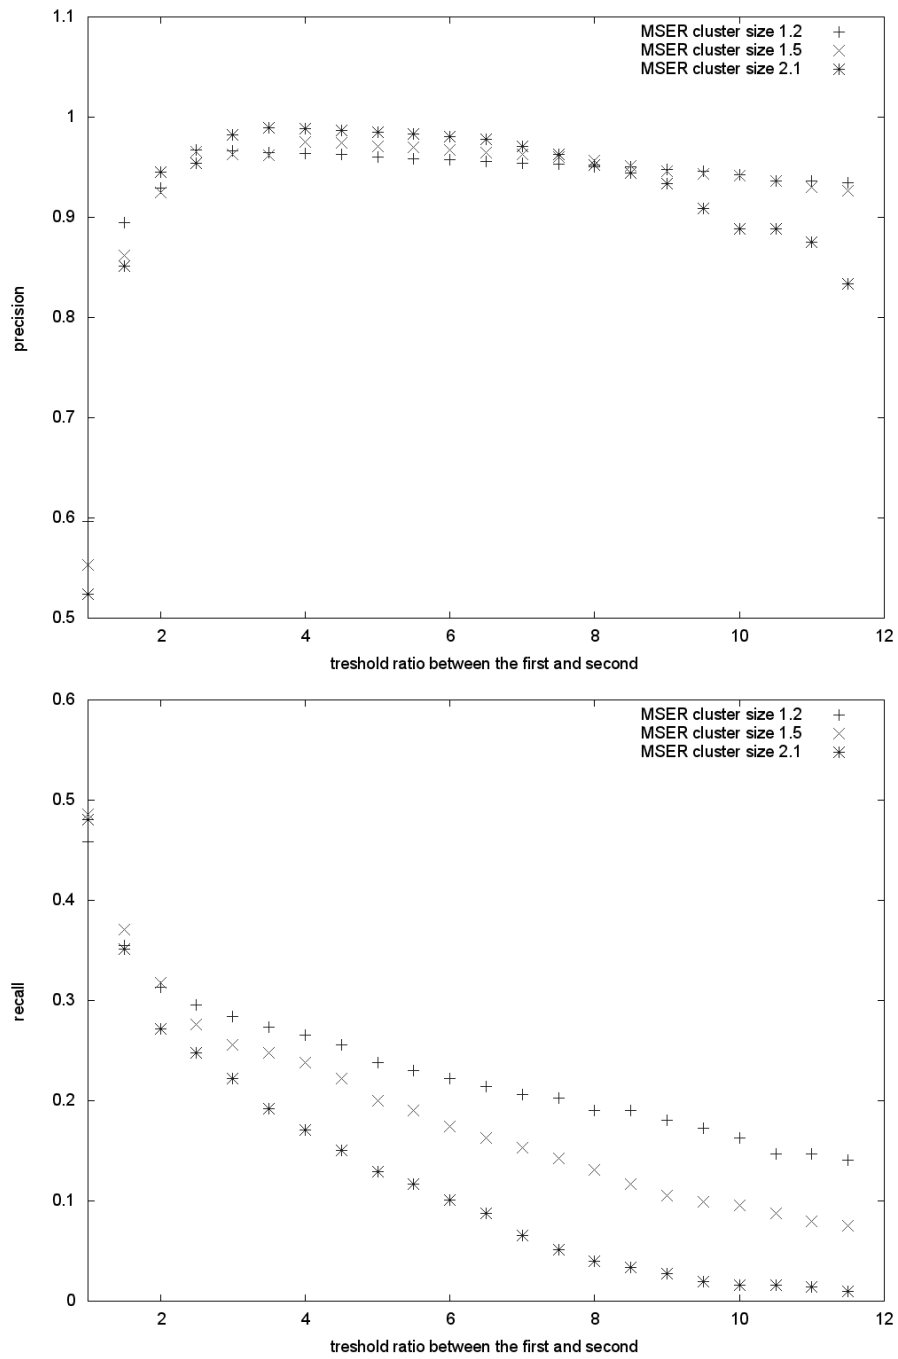 1.1
MSER cluster size 1.2
MSER cluster size 1.5
MSER cluster size 2.1
1
0.9
0.8
precision
0.7
0.6
0.5
2 4 6 8 10 12
treshold ratio between the first and second
0.6
MSER cluster size 1.2
MSER cluster size 1.5
MSER cluster size 2.1
0.5
0.4
recall
0.3
0.2
0.1
0
2 4 6 8 10 12
treshold ratio between the first and second